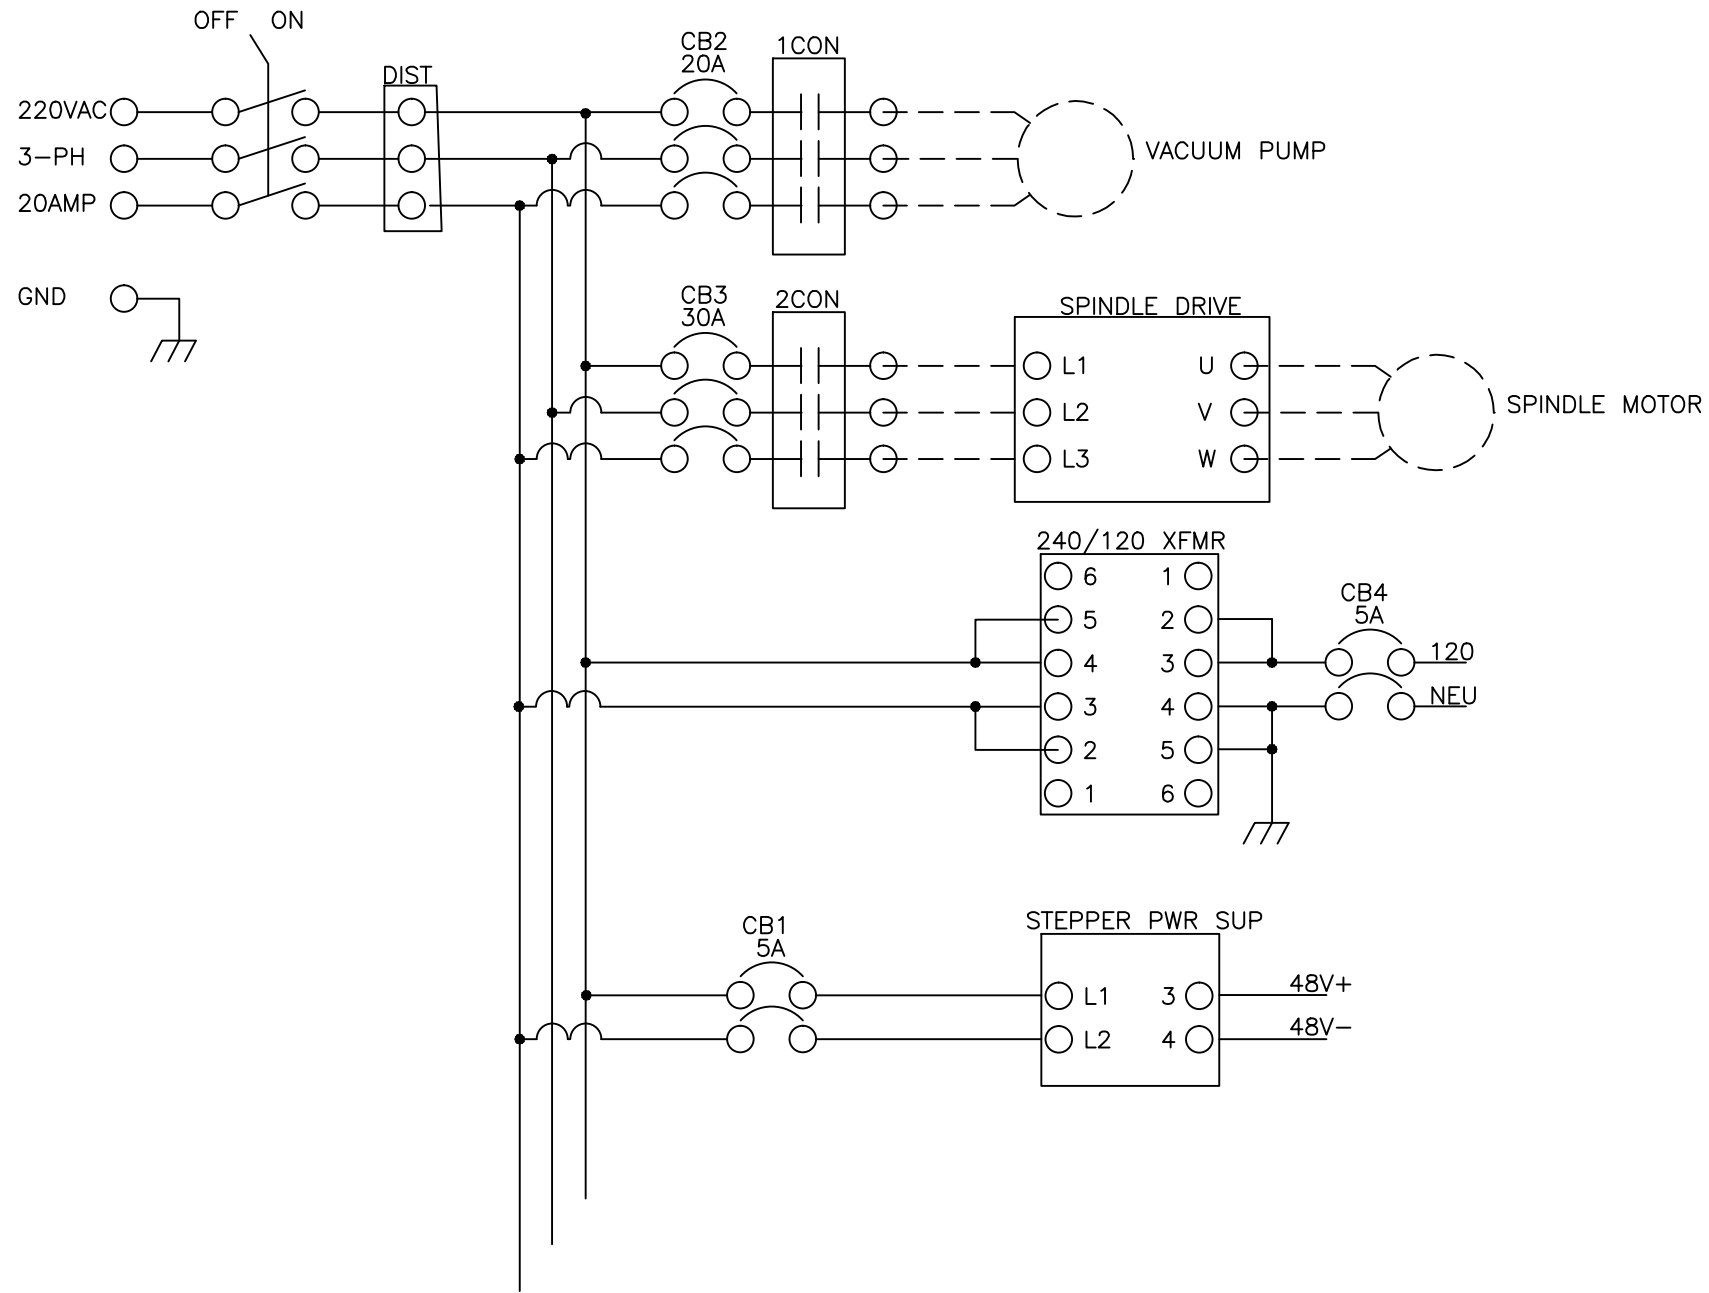 OFF ON
220VAC
3-PH
20AMP
GND
DIST
CB2
20A
1CON
VACUUM PUMP
CB3
30A
2CON
SPINDLE DRIVE
L1 U
L2 V
L3 W
SPINDLE MOTOR
240/120 XFMR
6 1
5 2
4 3
3 4
2 5
1 6
CB4
5A
120
NEU
CB1
5A
STEPPER PWR SUP
L1 3
L2 4
48V+
48V-